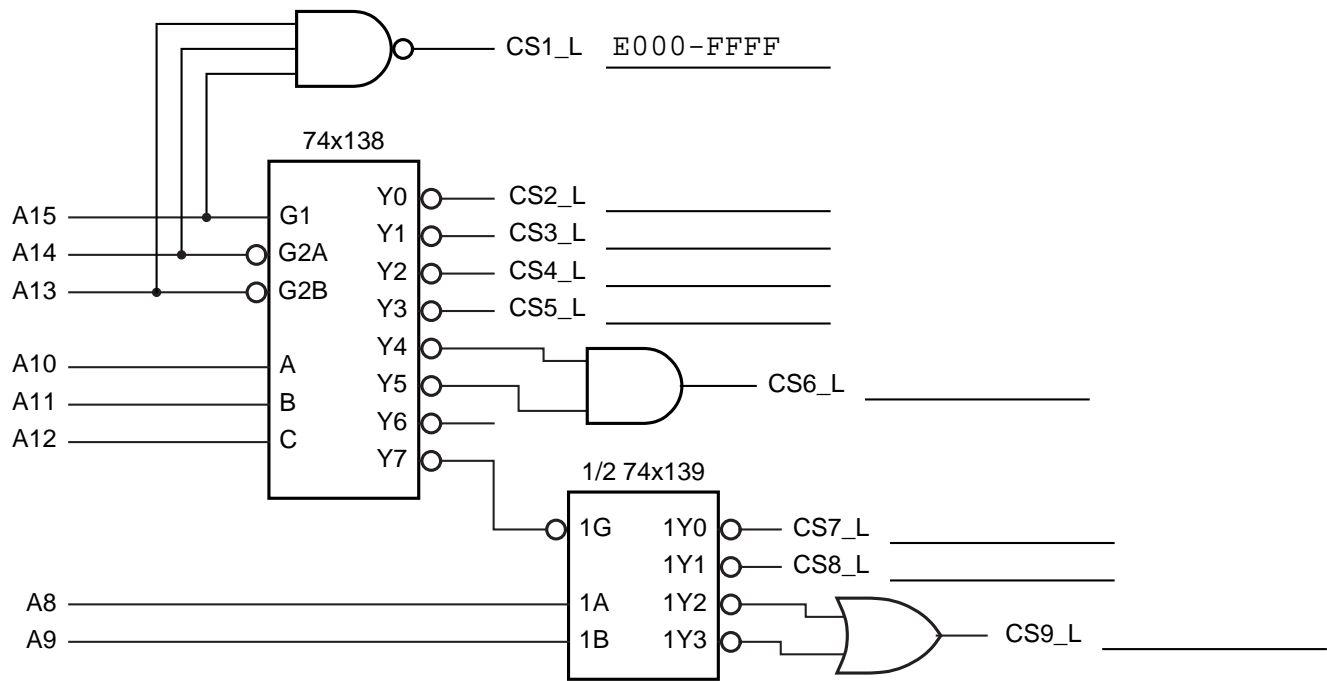 CS1_L E000-FFFF
74x138
A15 G1 Y0 CS2_L
Y1 CS3_L
A14 G2A
Y2 CS4_L
A13 G2B
Y3 CS5_L
Y4
A10 A
Y5 CS6_L
A11 B
Y6
A12 C
Y7
1/2 74x139
1G 1Y0 CS7_L
1Y1 CS8_L
A8 1A 1Y2
A9 1B 1Y3 CS9_L